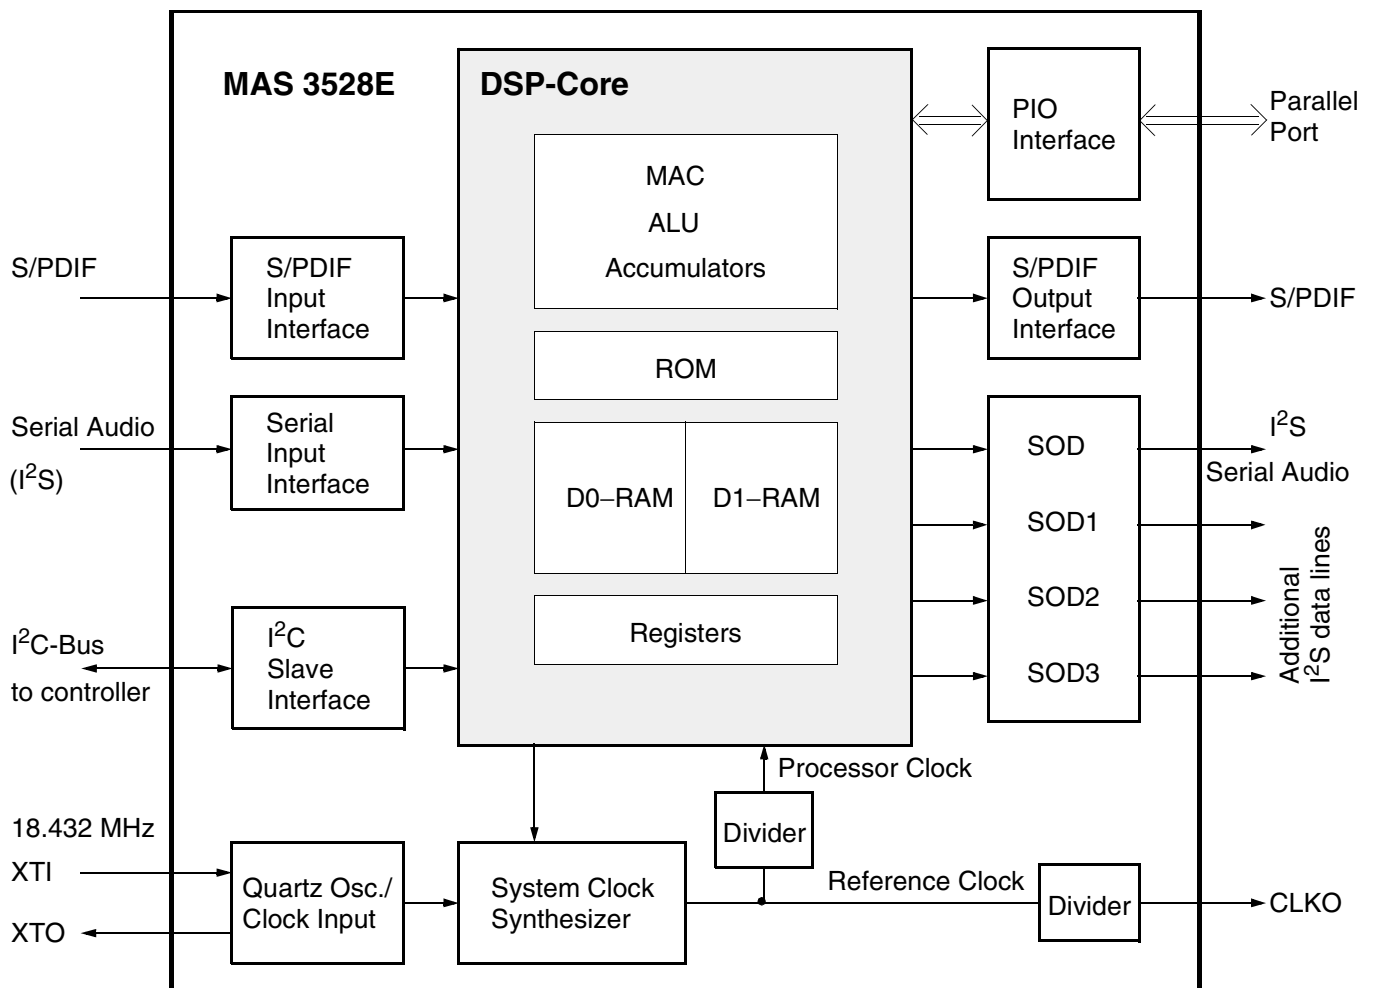 MAS 3528E
DSP-Core
MAC
ALU
Accumulators
ROM
D0–RAM
D1–RAM
Registers
PIO
Interface
Parallel
Port
S/PDIF
S/PDIF
Input
Interface
S/PDIF
Output
Interface
S/PDIF
Serial Audio
(I²S)
Serial
Input
Interface
SOD
SOD1
SOD2
SOD3
I²S
Serial Audio
Additional
I²S data lines
I²C-Bus
to controller
I²C
Slave
Interface
Processor Clock
Divider
18.432 MHz
XTI
XTO
Quartz Osc./
Clock Input
System Clock
Synthesizer
Reference Clock
Divider
CLKO